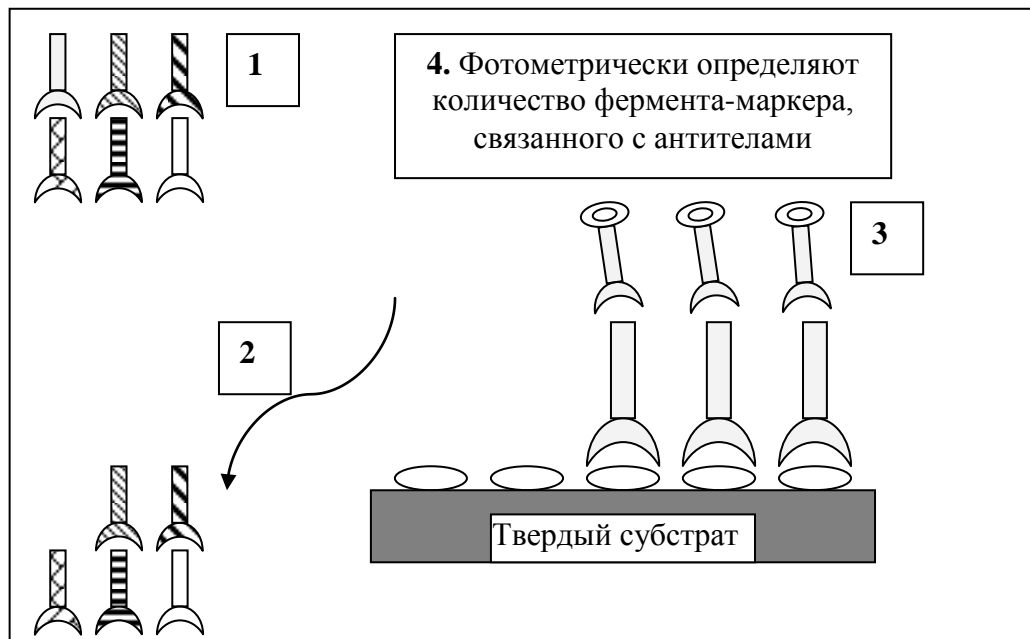 1
4. Фотометрически определяют
количество фермента-маркера,
связанного с антителами
3
2
Твердый субстрат